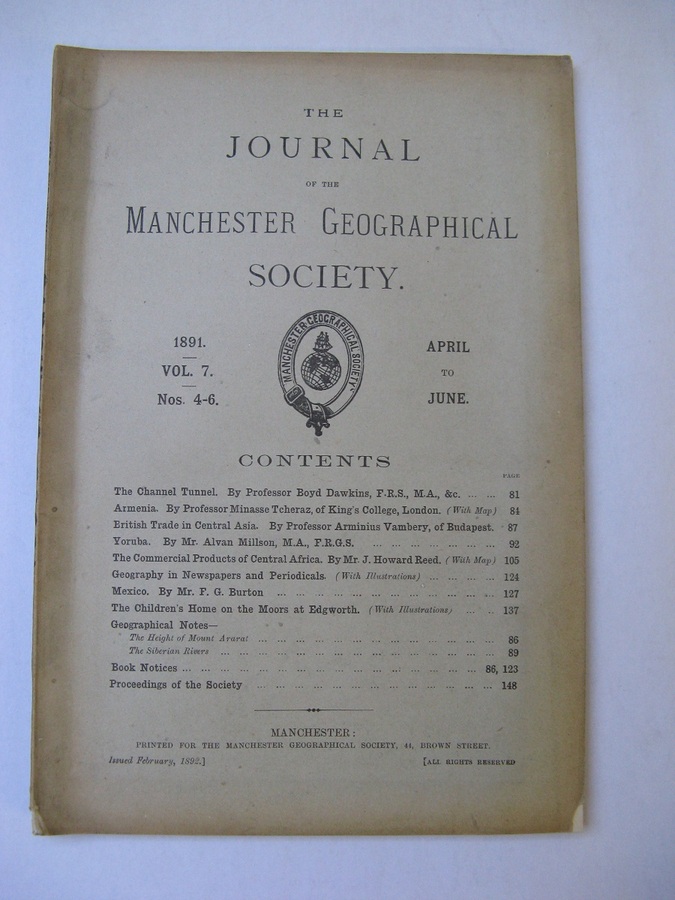 THE
JOURNAL
OF THE
MANCHESTER GEOGRAPHICAL
SOCIETY.
1891.
VOL. 7.
Nos. 4-6.
MANCHESTER GEOGRAPHICAL SOCIETY
APRIL
TO
JUNE.
CONTENTS
PAGE
The Channel Tunnel. By Professor Boyd Dawkins, F.R.S., M.A., &c. ... ... 81
Armenia. By Professor Minasse Tcheraz, of King's College, London. (With Map) 84
British Trade in Central Asia. By Professor Arminius Vambery, of Budapest. 87
Yoruba. By Mr. Alvan Millson, M.A., F.R.G.S. ... ... ... ... ... ... 92
The Commercial Products of Central Africa. By Mr. J. Howard Reed. (With Map) 105
Geography in Newspapers and Periodicals. (With Illustrations) ... ... ... 124
Mexico. By Mr. F. G. Burton ... ... ... ... ... ... ... ... ... ... 127
The Children's Home on the Moors at Edgworth. (With Illustrations) ... ... 137
Geographical Notes—
The Height of Mount Ararat ... ... ... ... ... ... ... ... ... ... ... 86
The Siberian Rivers ... ... ... ... ... ... ... ... ... ... ... ... 89
Book Notices ... ... ... ... ... ... ... ... ... ... ... ... ... 86, 123
Proceedings of the Society ... ... ... ... ... ... ... ... ... ... ... 148
MANCHESTER:
PRINTED FOR THE MANCHESTER GEOGRAPHICAL SOCIETY, 44, BROWN STREET.
Issued February, 1892.] [ALL RIGHTS RESERVED